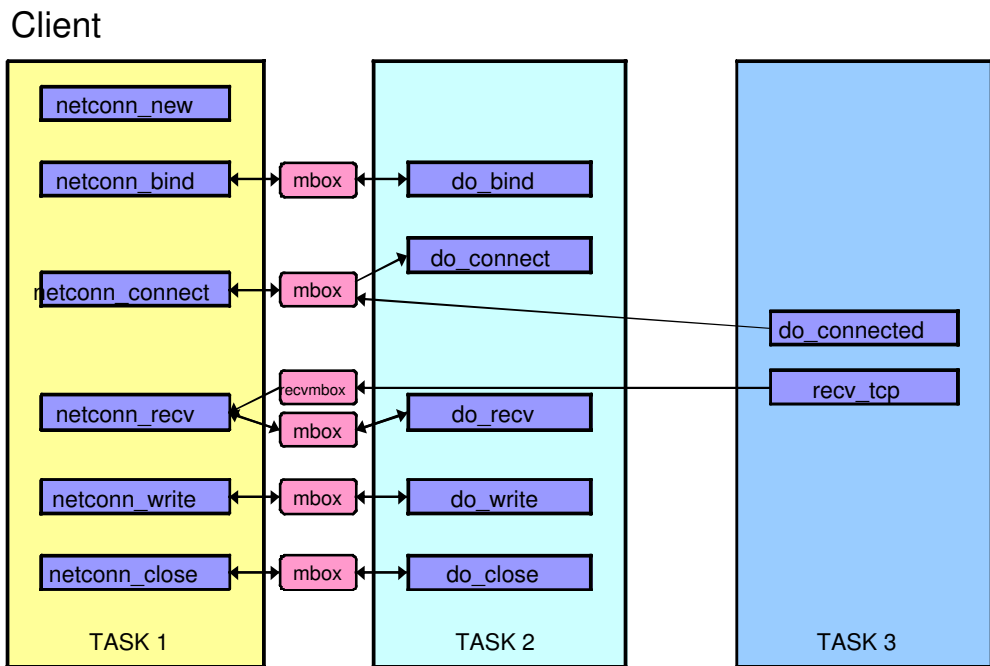 Client
netconn_new
netconn_bind mbox do_bind
do_connect
netconn_connect mbox
do_connected
recvmbox recv_tcp
netconn_recv mbox do_recv
netconn_write mbox do_write
netconn_close mbox do_close
TASK 1 TASK 2 TASK 3